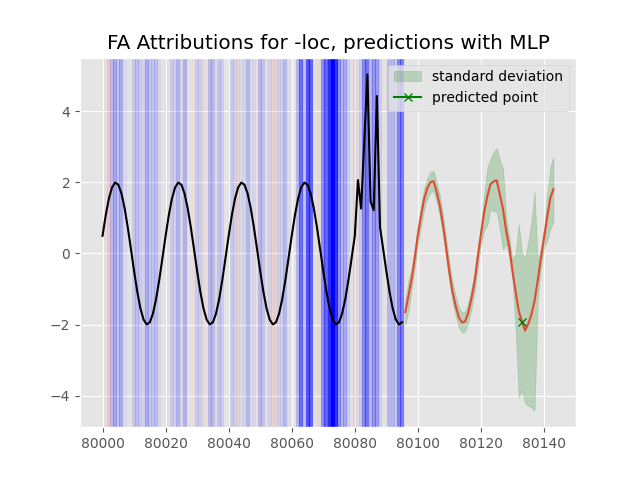 FA Attributions for -loc, predictions with MLP
standard deviation
predicted point
4
2
0
−2
−4
80000 80020 80040 80060 80080 80100 80120 80140